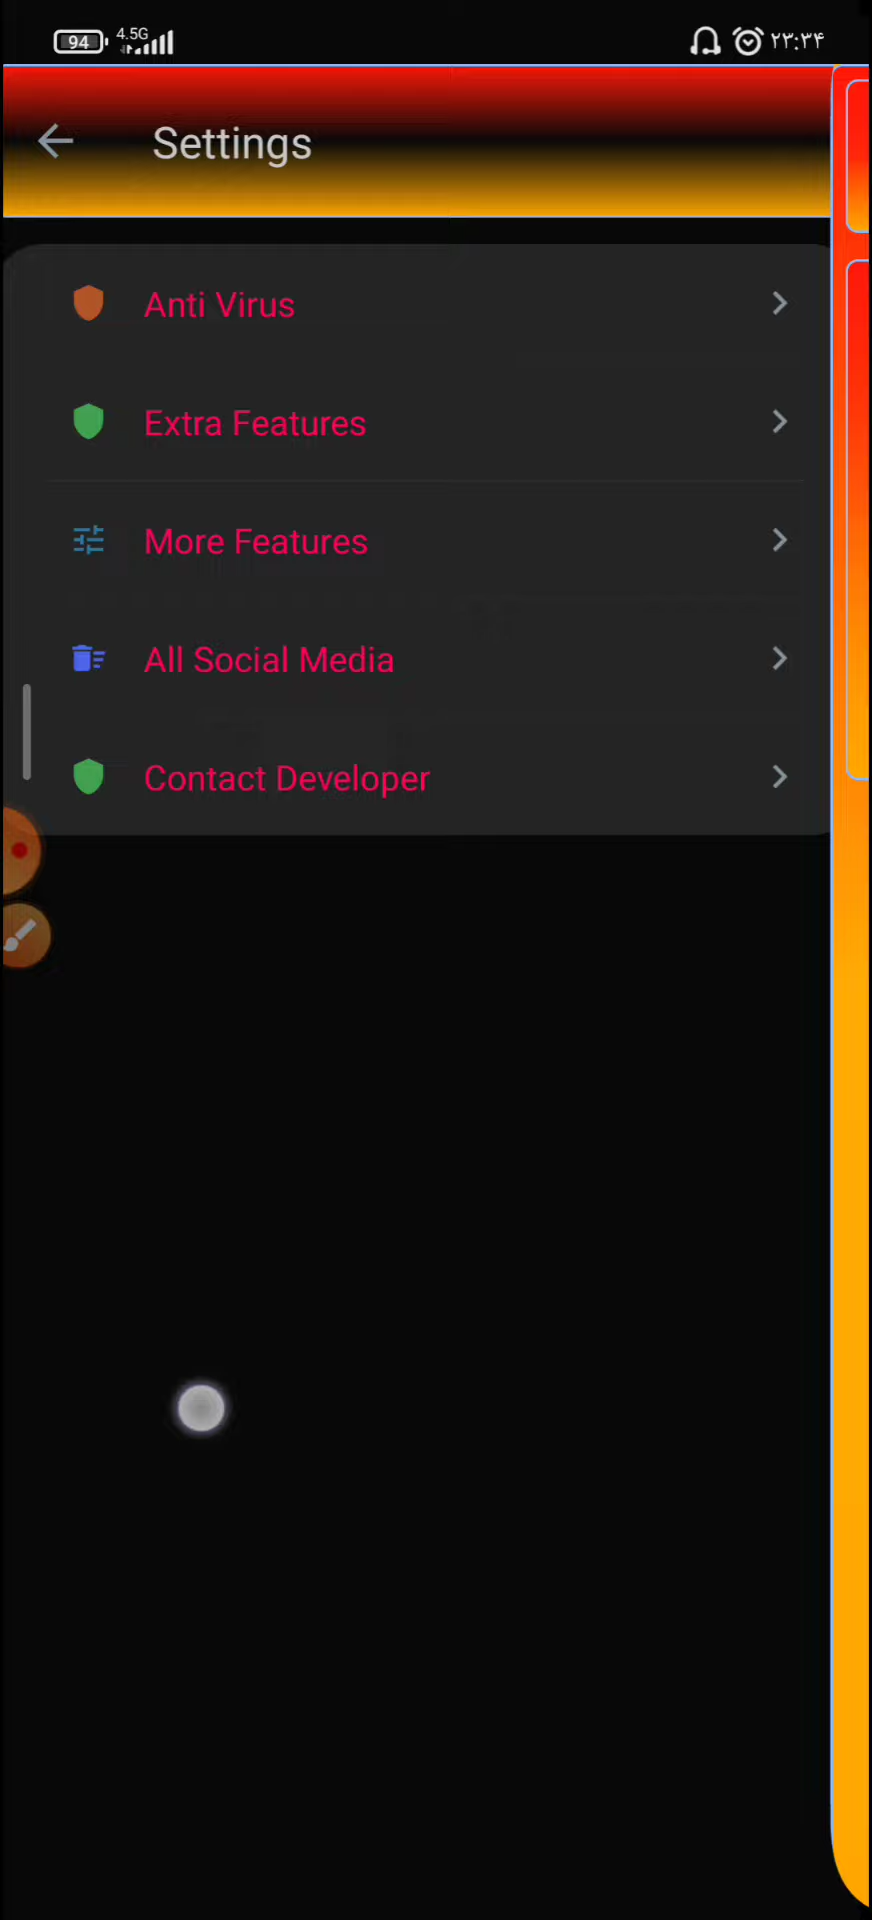 94 4.5G ۲۳:۳۴
Settings
Anti Virus
Extra Features
More Features
All Social Media
Contact Developer